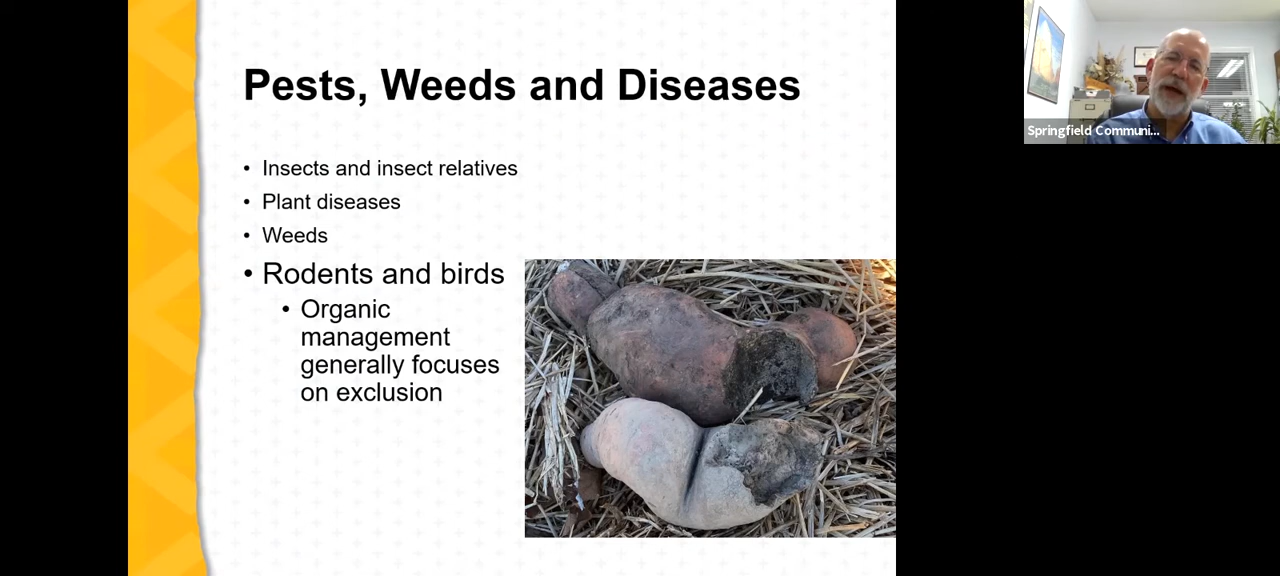 Pests, Weeds and Diseases
• Insects and insect relatives
• Plant diseases
• Weeds
• Rodents and birds
• Organic
management
generally focuses
on exclusion
Springfield Communi...